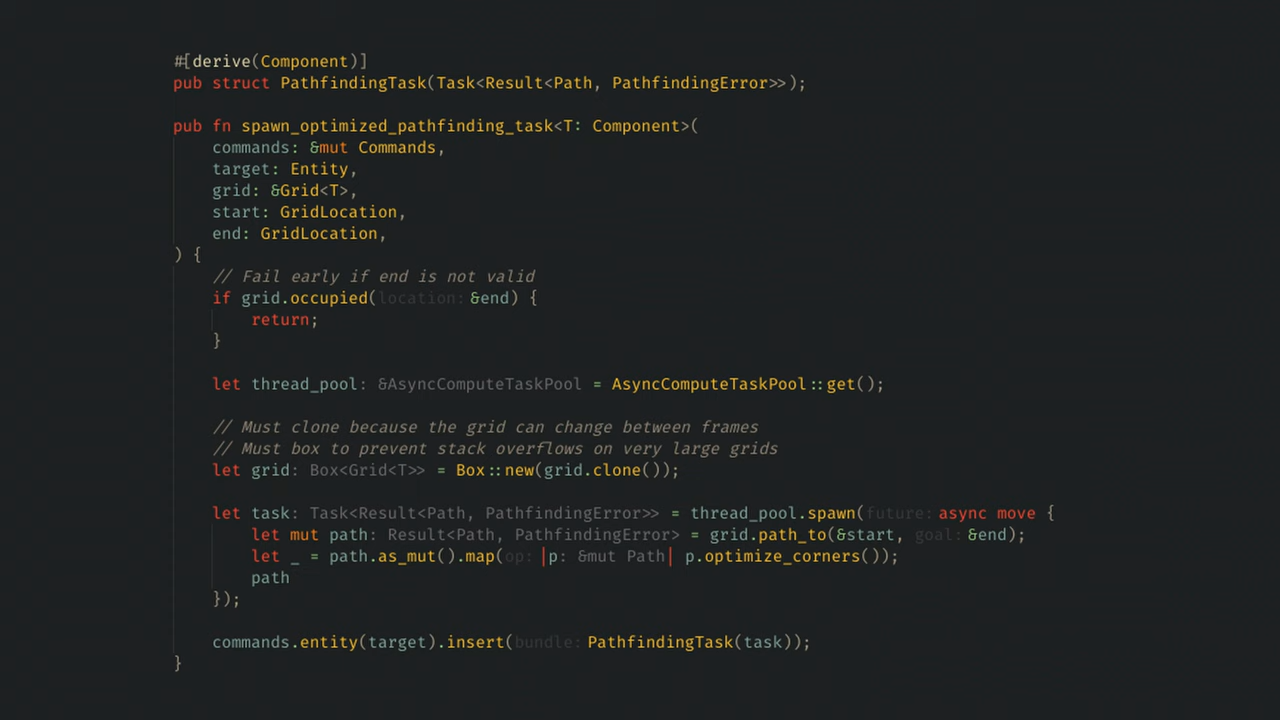 #[derive(Component)]
pub struct PathfindingTask(Task<Result<Path, PathfindingError>>);
pub fn spawn_optimized_pathfinding_task<T: Component>(
commands: &mut Commands,
target: Entity,
grid: &Grid<T>,
start: GridLocation,
end: GridLocation,
) {
// Fail early if end is not valid
if grid.occupied(location: &end) {
return;
}
let thread_pool: &AsyncComputeTaskPool = AsyncComputeTaskPool::get();
// Must clone because the grid can change between frames
// Must box to prevent stack overflows on very large grids
let grid: Box<Grid<T>> = Box::new(grid.clone());
let task: Task<Result<Path, PathfindingError>> = thread_pool.spawn(future: async move {
let mut path: Result<Path, PathfindingError> = grid.path_to(&start, goal: &end);
let _ = path.as_mut().map(op: |p: &mut Path| p.optimize_corners());
path
});
commands.entity(target).insert(bundle: PathfindingTask(task));
}